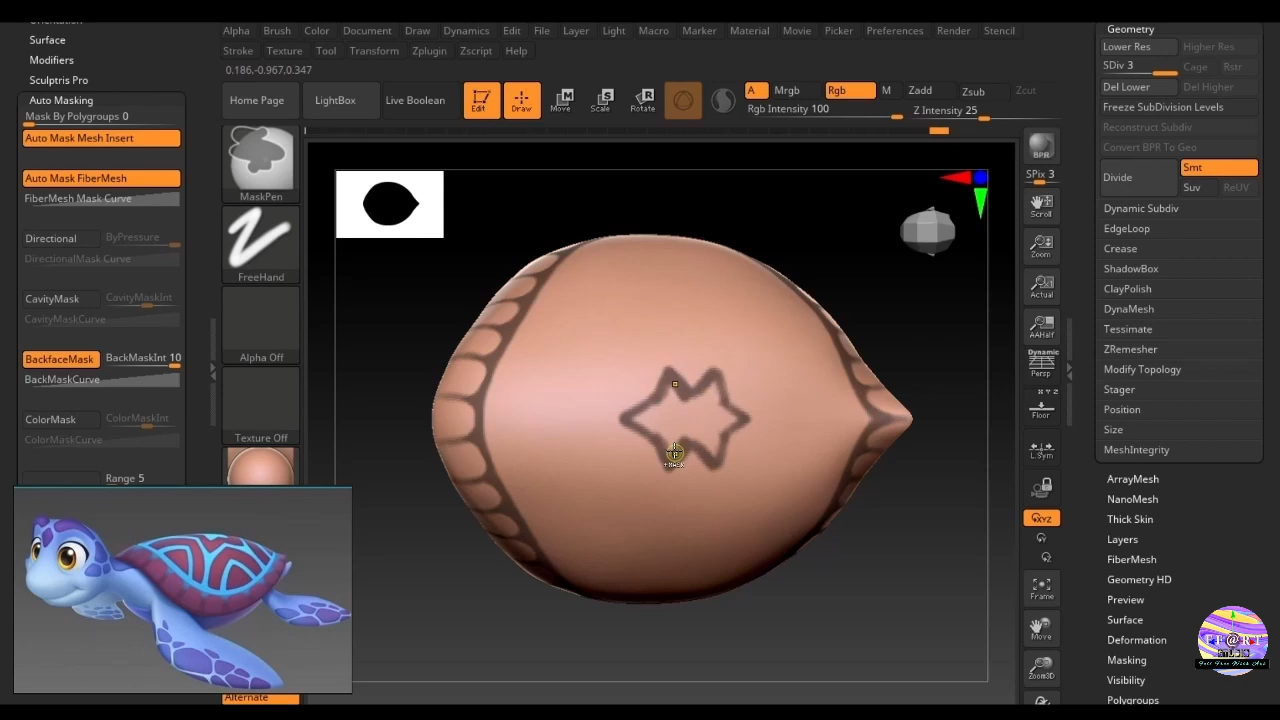 Surface
Modifiers
Sculptris Pro
Auto Masking
Mask By Polygroups 0
Auto Mask Mesh Insert
Auto Mask FiberMesh
FiberMesh Mask Curve
Directional ByPressure
DirectionalMask Curve
CavityMask CavityMaskInt
CavityMaskCurve
BackfaceMask BackMaskInt 10
BackMaskCurve
ColorMask ColorMaskInt
ColorMaskCurve
Range 5
Alpha Brush Color Document Draw Dynamics Edit File Layer Light Macro Marker Material Movie Picker Preferences Render Stencil
Stroke Texture Tool Transform Zplugin Zscript Help
0.186,-0.967,0.347
Home Page LightBox Live Boolean Edit Draw Move Scale Rotate
A Mrgb Rgb M Zadd Zsub Zcut
Rgb Intensity 100 Z Intensity 25
MaskPen
FreeHand
Alpha Off
Texture Off
Alternate
BPR
SPix 3
Scroll
Zoom
Actual
AAHalf
Dynamic
Persp
X Y Z
Floor
L.Sym
XYZ
Frame
Move
Zoom3D
Geometry
Lower Res Higher Res
SDiv 3 Cage Rstr
Del Lower Del Higher
Freeze SubDivision Levels
Reconstruct Subdiv
Convert BPR To Geo
Divide Smt
Suv ReUV
Dynamic Subdiv
EdgeLoop
Crease
ShadowBox
ClayPolish
DynaMesh
Tessimate
ZRemesher
Modify Topology
Stager
Position
Size
MeshIntegrity
ArrayMesh
NanoMesh
Thick Skin
Layers
FiberMesh
Geometry HD
Preview
Surface
Deformation
Masking
Visibility
Polygroups